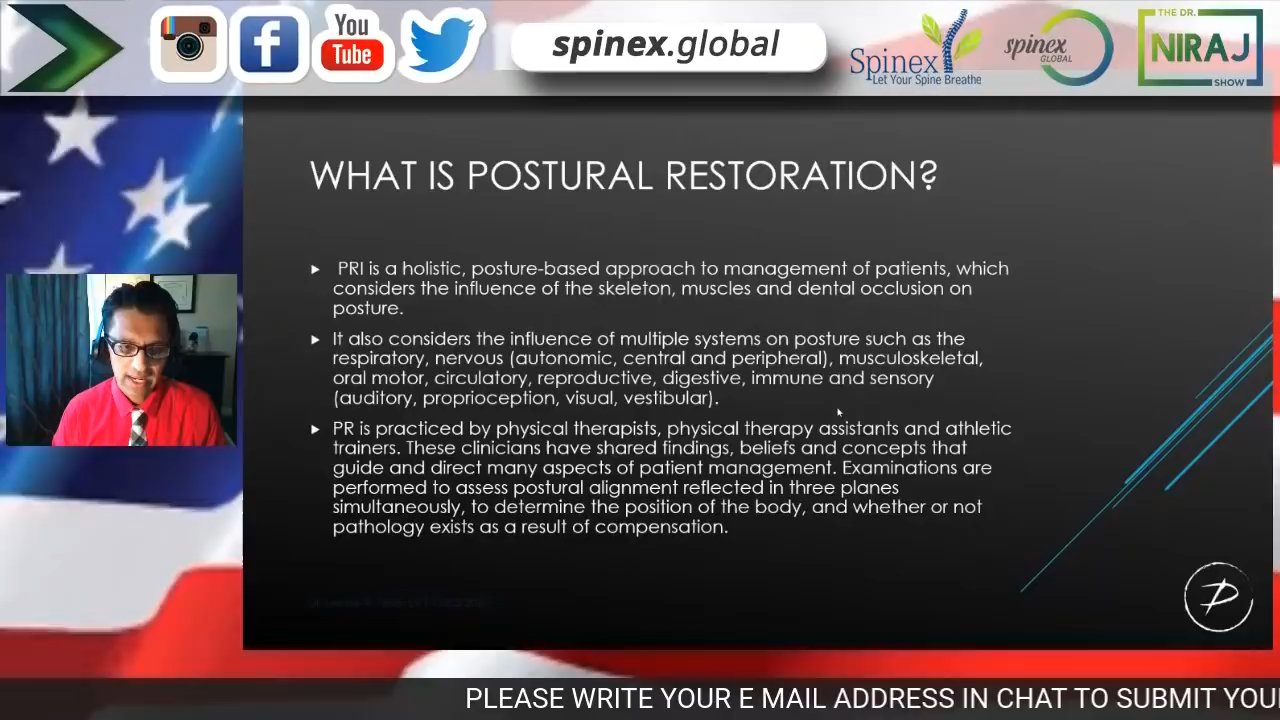 You
Tube
spinex.global
Spinex
Let Your Spine Breathe
spinex
GLOBAL
THE DR.
NIRAJ
SHOW
WHAT IS POSTURAL RESTORATION?
PRI is a holistic, posture-based approach to management of patients, which
considers the influence of the skeleton, muscles and dental occlusion on
posture.
It also considers the influence of multiple systems on posture such as the
respiratory, nervous (autonomic, central and peripheral), musculoskeletal,
oral motor, circulatory, reproductive, digestive, immune and sensory
(auditory, proprioception, visual, vestibular).
PR is practiced by physical therapists, physical therapy assistants and athletic
trainers. These clinicians have shared findings, beliefs and concepts that
guide and direct many aspects of patient management. Examinations are
performed to assess postural alignment reflected in three planes
simultaneously, to determine the position of the body, and whether or not
pathology exists as a result of compensation.
PLEASE WRITE YOUR E MAIL ADDRESS IN CHAT TO SUBMIT YOU